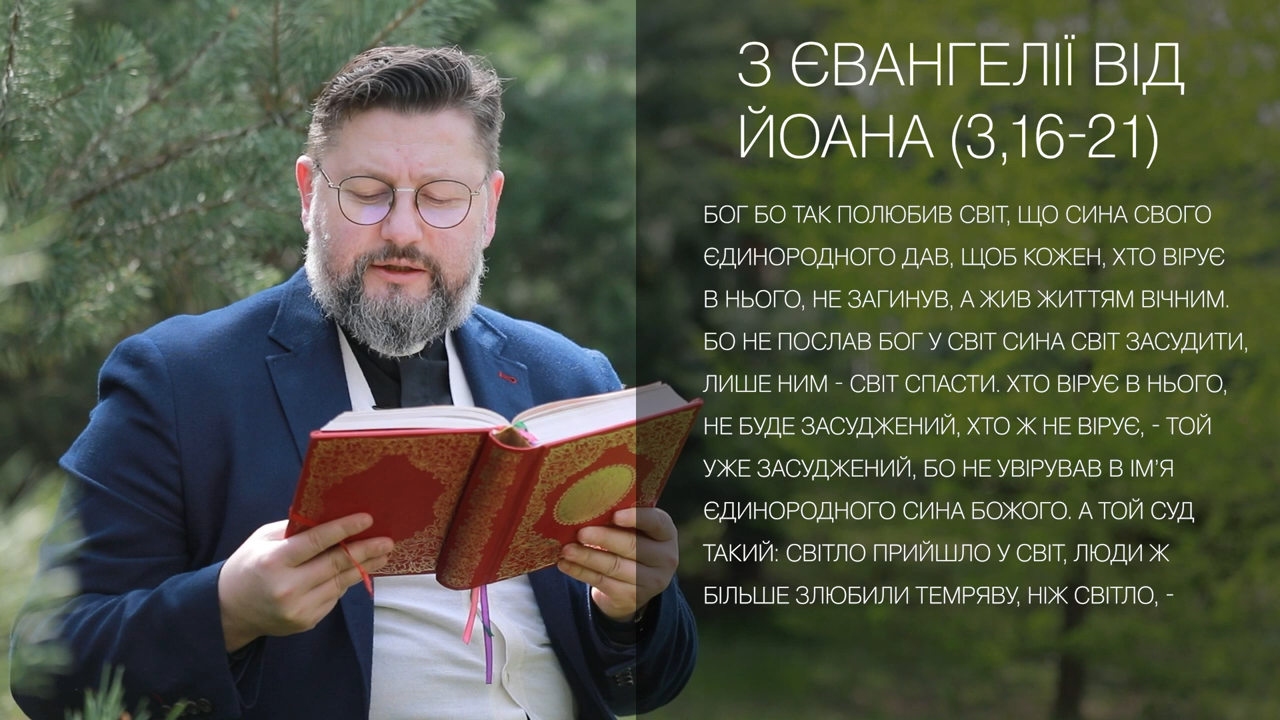 З ЄВАНГЕЛІЇ ВІД
ЙОАНА (3,16-21)
БОГ БО ТАК ПОЛЮБИВ СВІТ, ЩО СИНА СВОГО
ЄДИНОРОДНОГО ДАВ, ЩОБ КОЖЕН, ХТО ВІРУЄ
В НЬОГО, НЕ ЗАГИНУВ, А ЖИВ ЖИТТЯМ ВІЧНИМ.
БО НЕ ПОСЛАВ БОГ У СВІТ СИНА СВІТ ЗАСУДИТИ,
ЛИШЕ НИМ - СВІТ СПАСТИ. ХТО ВІРУЄ В НЬОГО,
НЕ БУДЕ ЗАСУДЖЕНИЙ, ХТО Ж НЕ ВІРУЄ, - ТОЙ
УЖЕ ЗАСУДЖЕНИЙ, БО НЕ УВІРУВАВ В ІМ’Я
ЄДИНОРОДНОГО СИНА БОЖОГО. А ТОЙ СУД
ТАКИЙ: СВІТЛО ПРИЙШЛО У СВІТ, ЛЮДИ Ж
БІЛЬШЕ ЗЛЮБИЛИ ТЕМРЯВУ, НІЖ СВІТЛО, -